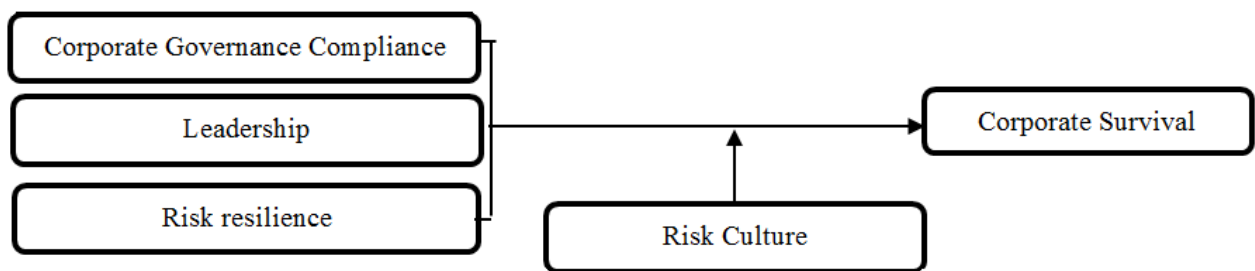 Corporate Governance Compliance
Leadership
Corporate Survival
Risk resilience
Risk Culture